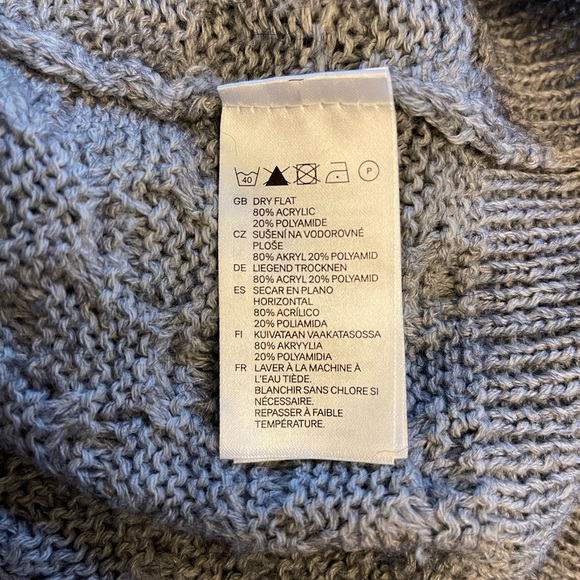 40 P
GB DRY FLAT
80% ACRYLIC
20% POLYAMIDE
CZ SUŠENÍ NA VODOROVNÉ
PLOŠE
80% AKRYL 20% POLYAMID
DE LIEGEND TROCKNEN
80% ACRYL 20% POLYAMID
ES SECAR EN PLANO
HORIZONTAL
80% ACRÍLICO
20% POLIAMIDA
FI KUIVATAAN VAAKATASOSSA
80% AKRYYLIA
20% POLYAMIDIA
FR LAVER À LA MACHINE À
L'EAU TIÈDE.
BLANCHIR SANS CHLORE SI
NÉCESSAIRE.
REPASSER À FAIBLE
TEMPÉRATURE.